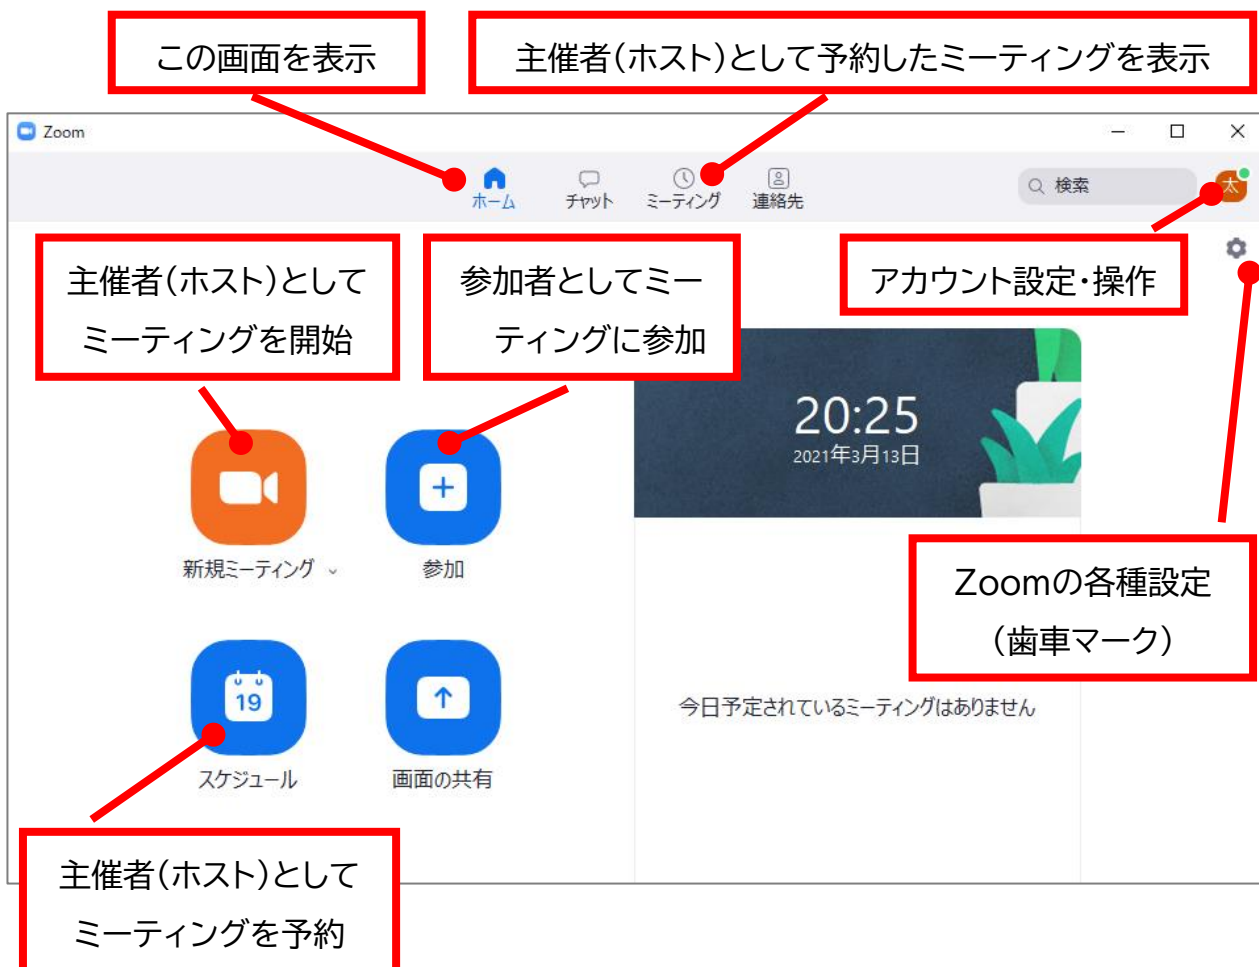 この画面を表示
主催者(ホスト)として予約したミーティングを表示
Zoom
ホーム
チャット
ミーティング
連絡先
検索
太
主催者(ホスト)として
ミーティングを開始
参加者としてミー
ティングに参加
アカウント設定・操作
20:25
2021年3月13日
新規ミーティング
参加
Zoomの各種設定
(歯車マーク)
19
スケジュール
画面の共有
今日予定されているミーティングはありません
主催者(ホスト)として
ミーティングを予約